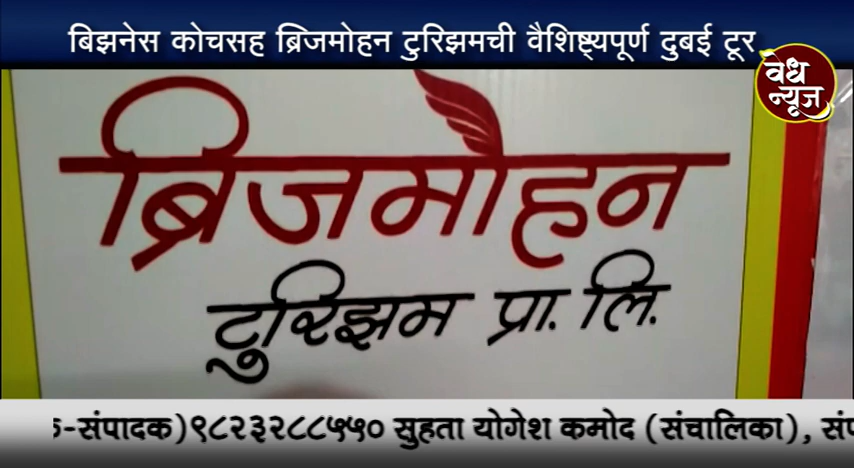 बिझनेस कोचसह ब्रिजमोहन टुरिझमची वैशिष्ट्यपूर्ण दुबई टूर
वेध
न्यूज
ब्रिजमोहन
टुरिझम प्रा. लि.
-संपादक)९८२३२८८५५० सुहता योगेश कमोद (संचालिका),